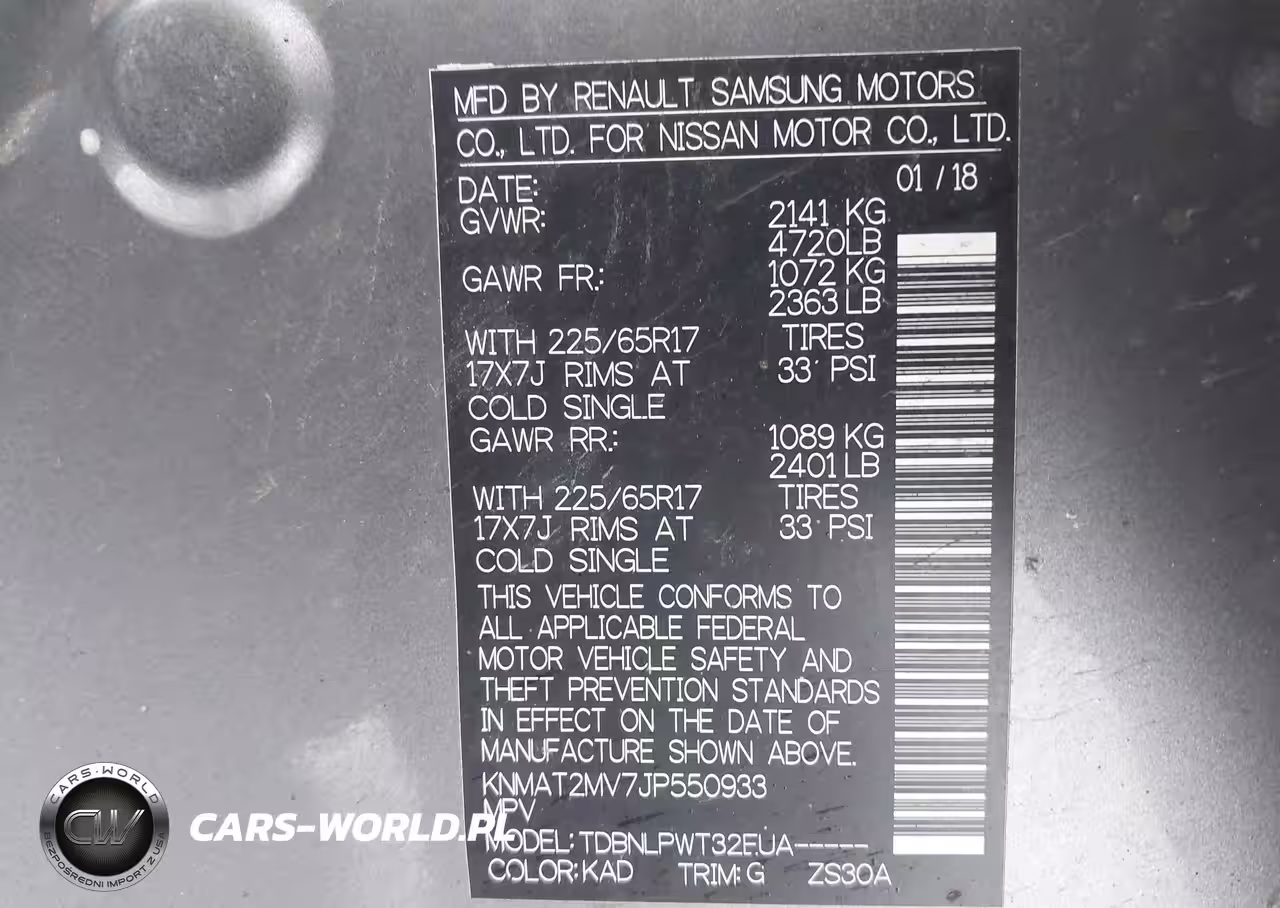 MFD BY RENAULT SAMSUNG MOTORS
CO., LTD. FOR NISSAN MOTOR CO., LTD.
DATE: 01 / 18
GVWR: 2141 KG
4720LB
GAWR FR.: 1072 KG
2363 LB
WITH 225/65R17 TIRES
17X7J RIMS AT 33 PSI
COLD SINGLE
GAWR RR.: 1089 KG
2401 LB
WITH 225/65R17 TIRES
17X7J RIMS AT 33 PSI
COLD SINGLE
THIS VEHICLE CONFORMS TO
ALL APPLICABLE FEDERAL
MOTOR VEHICLE SAFETY AND
THEFT PREVENTION STANDARDS
IN EFFECT ON THE DATE OF
MANUFACTURE SHOWN ABOVE.
KNMAT2MV7JP550933
MPV
MODEL: TDBNLPWT32EUA-----
COLOR: KAD TRIM: G ZS30A
CARS-WORLD
CW
BEZPOŚREDNI IMPORT Z USA
CARS-WORLD.PL